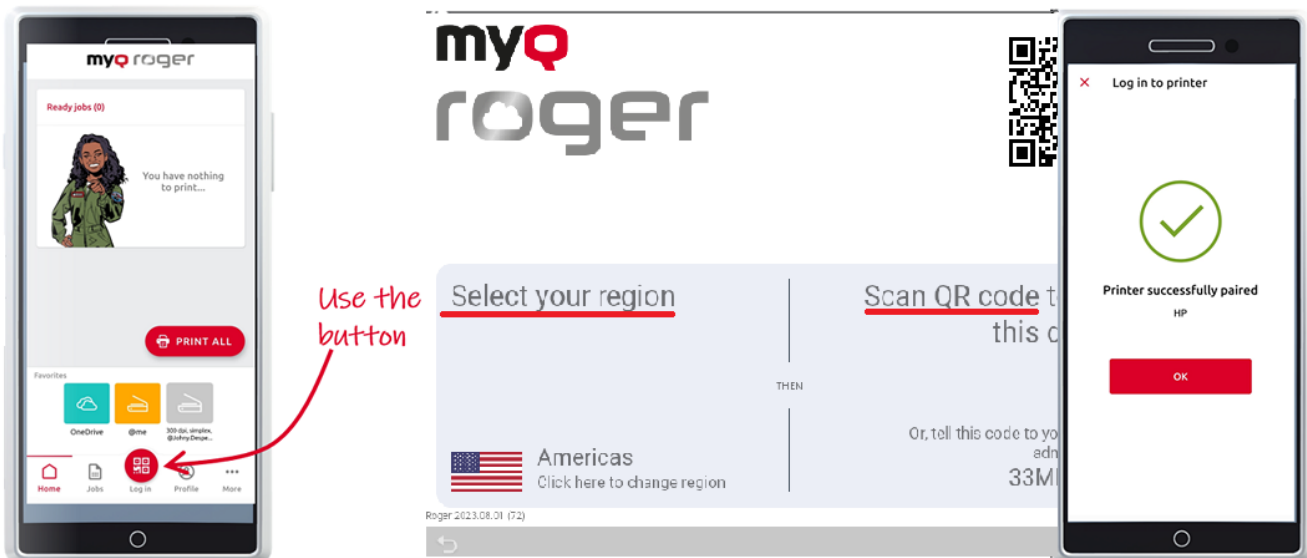 myQ roger
Ready jobs (0)
You have nothing
to print...
PRINT ALL
Favorites
OneDrive
@me
300 dpi, simplex,
@Johny.Despe...
Home
Jobs
Log in
Profile
More
Use the
button
myQ
roger
Select your region
THEN
Scan QR code t
this
Americas
Click here to change region
Or, tell this code to yo
adn
33M
Roger 2023.08.01 (72)
Log in to printer
Printer successfully paired
HP
OK